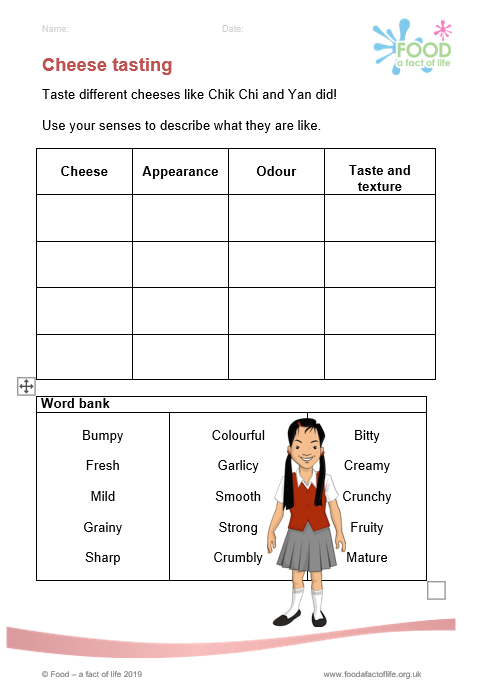 Name: Date:
FOOD
a fact of life
Cheese tasting
Taste different cheeses like Chik Chi and Yan did!
Use your senses to describe what they are like.
Cheese Appearance Odour Taste and texture
Word bank
Bumpy Colourful Bitty
Fresh Garlicy Creamy
Mild Smooth Crunchy
Grainy Strong Fruity
Sharp Crumbly Mature
© Food – a fact of life 2019 www.foodafactoflife.org.uk